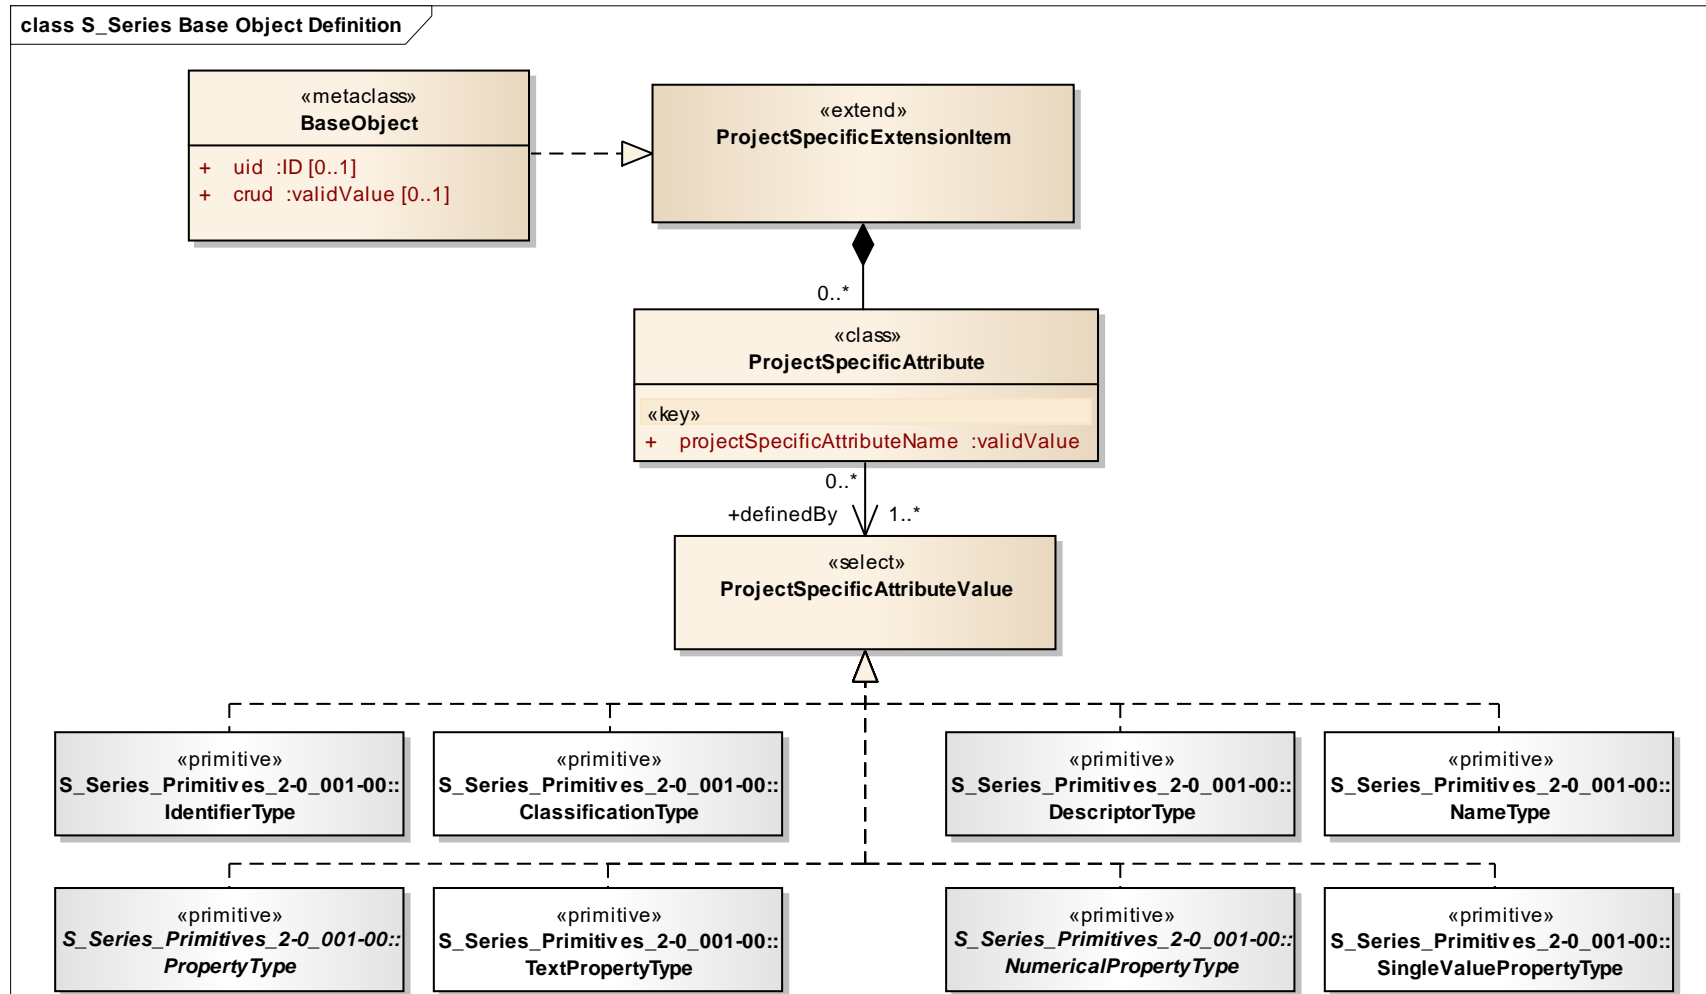 class S_Series Base Object Definition
«metaclass»
BaseObject
+ uid :ID [0..1]
+ crud :validValue [0..1]
«extend»
ProjectSpecificExtensionItem
0..*
«class»
ProjectSpecificAttribute
«key»
+ projectSpecificAttributeName :validValue
0..*
+definedBy
1..*
«select»
ProjectSpecificAttributeValue
«primitive»
S_Series_Primitives_2-0_001-00::
IdentifierType
«primitive»
S_Series_Primitives_2-0_001-00::
ClassificationType
«primitive»
S_Series_Primitives_2-0_001-00::
DescriptorType
«primitive»
S_Series_Primitives_2-0_001-00::
NameType
«primitive»
S_Series_Primitives_2-0_001-00::
PropertyType
«primitive»
S_Series_Primitives_2-0_001-00::
TextPropertyType
«primitive»
S_Series_Primitives_2-0_001-00::
NumericalPropertyType
«primitive»
S_Series_Primitives_2-0_001-00::
SingleValuePropertyType